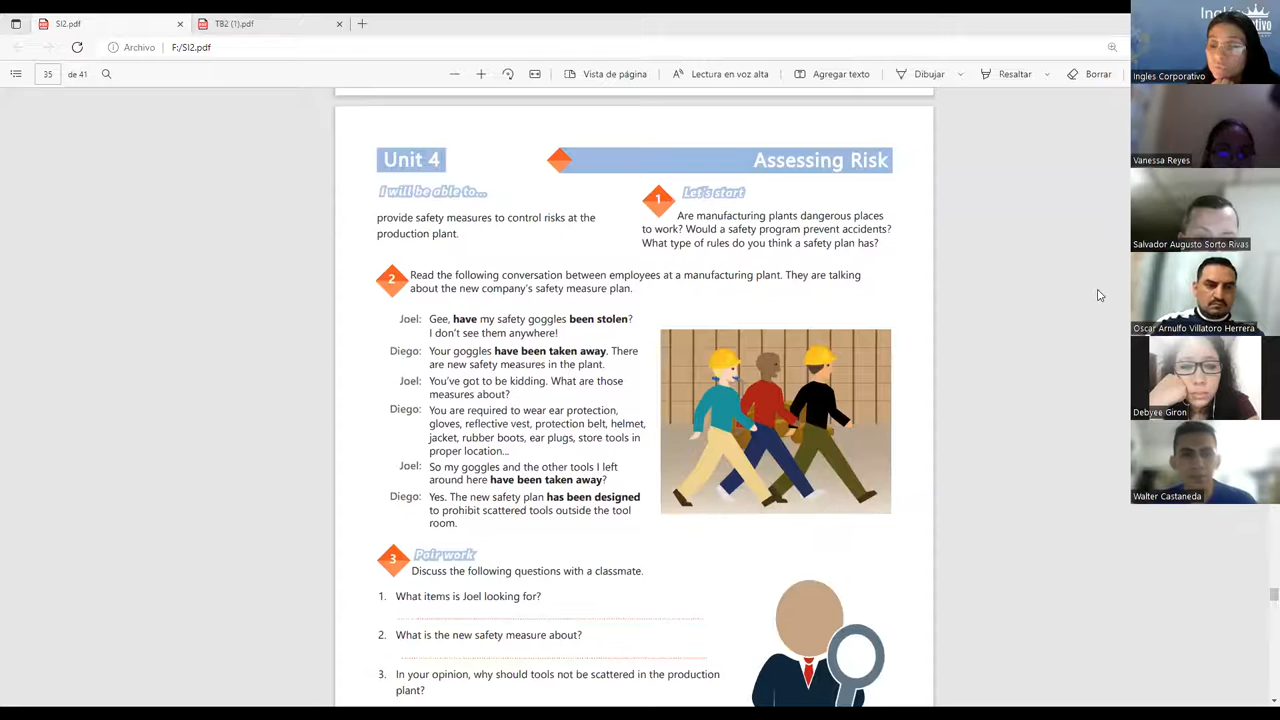 SI2.pdf
TB2 (1).pdf
Archivo
F:/SI2.pdf
35
de 41
Vista de página
Lectura en voz alta
Agregar texto
Dibujar
Resaltar
Borrar
Unit 4
Assessing Risk
I will be able to...
provide safety measures to control risks at the
production plant.
1
Let's start
Are manufacturing plants dangerous places
to work? Would a safety program prevent accidents?
What type of rules do you think a safety plan has?
2
Read the following conversation between employees at a manufacturing plant. They are talking
about the new company's safety measure plan.
Joel: Gee, have my safety goggles been stolen?
I don't see them anywhere!
Diego: Your goggles have been taken away. There
are new safety measures in the plant.
Joel: You've got to be kidding. What are those
measures about?
Diego: You are required to wear ear protection,
gloves, reflective vest, protection belt, helmet,
jacket, rubber boots, ear plugs, store tools in
proper location...
Joel: So my goggles and the other tools I left
around here have been taken away?
Diego: Yes. The new safety plan has been designed
to prohibit scattered tools outside the tool
room.
3
Pair work
Discuss the following questions with a classmate.
1. What items is Joel looking for?
2. What is the new safety measure about?
3. In your opinion, why should tools not be scattered in the production
plant?
Ingles Corporativo
Vanessa Reyes
Salvador Augusto Sorto Rivas
Oscar Arnulfo Villatoro Herrera
Debyee Giron
Walter Castaneda